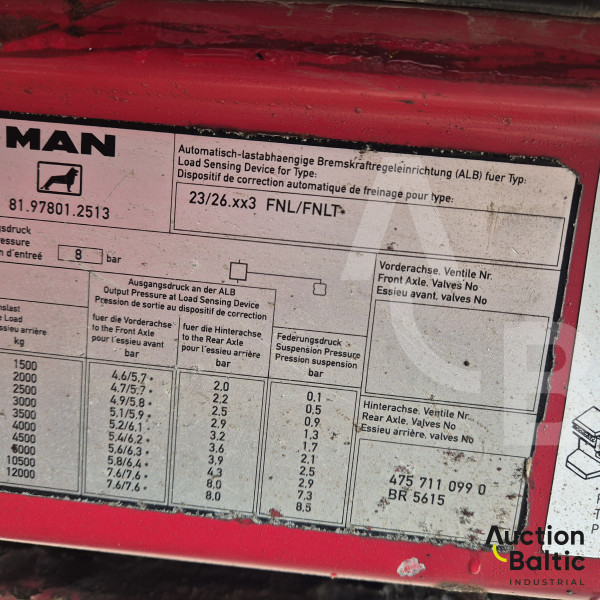 MAN
81.97801.2513
Automatisch-lastabhaengige Bremskraftregeleinrichtung (ALB) fuer Typ:
Load Sensing Device for Type:
Dispositif de correction automatique de freinage pour type:
23/26.xx3 FNL/FNLT
8 bar
Ausgangsdruck an der ALB
Output Pressure at Load Sensing Device
Pression de sortie au dispositif de correction
fuer die Vorderachse
to the Front Axle
pour l'essieu avant
bar
fuer die Hinterachse
to the Rear Axle
pour l'essieu arrière
bar
Federungsdruck
Suspension Pressure
Pression suspension
bar
kg
1500
2000 4.6/5.7 2.0 0.1
2500 4.7/5.7 2.2 0.5
3000 4.9/5.8 2.5 0.9
3500 5.1/5.9 2.9 1.3
4000 5.2/6.1 3.2 1.7
4500 5.4/6.2 3.6 2.1
6000 5.6/6.3 3.9 2.5
10500 5.8/6.4 4.3 2.9
12000 7.6/7.6 8.0 7.3
7.6/7.6 8.0 8.5
Vorderachse. Ventile Nr.
Front Axle. Valves No
Essieu avant. valves No
Hinterachse. Ventile Nr.
Rear Axle. Valves No
Essieu arrière. valves No
475 711 099 0
BR 5615
Auction
Baltic
INDUSTRIAL